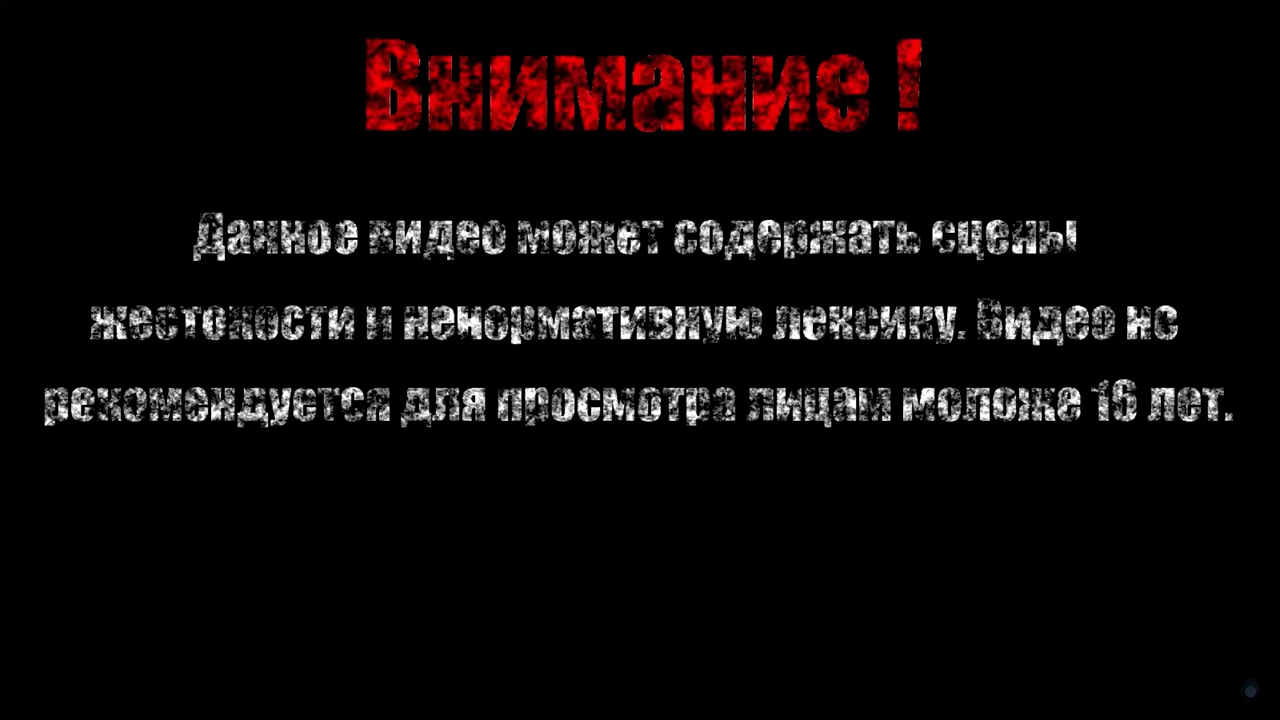 Внимание !
Данное видео может содержать сцены
жестокости и ненормативную лексику. Видео не
рекомендуется для просмотра лицам моложе 16 лет.